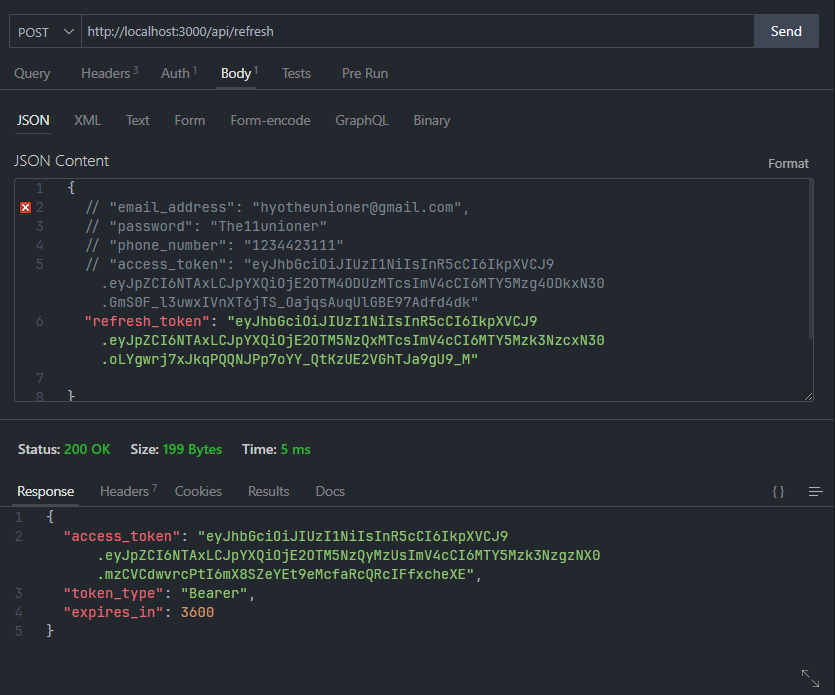 POST http://localhost:3000/api/refresh Send
Query Headers 3 Auth 1 Body 1 Tests Pre Run
JSON XML Text Form Form-encode GraphQL Binary
JSON Content
Format
1 {
2 // "email_address": "hyotheunioner@gmail.com",
3 // "password": "The11unioner"
4 // "phone_number": "1234423111"
5 // "access_token": "eyJhbGciOiJIUzI1NiIsInR5cCI6IkpXVCJ9
.eyJpZCI6NTAxLCJpYXQiOjE2OTM4ODUzMTcsImV4cCI6MTY5Mzg4ODkxN30
.GmS0F_l3uwxIVnXT6jTS_OajqsAuqUlGBE97Adfd4dk"
6 "refresh_token": "eyJhbGciOiJIUzI1NiIsInR5cCI6IkpXVCJ9
.eyJpZCI6NTAxLCJpYXQiOjE2OTM5NzQxMTcsImV4cCI6MTY5Mzk3NzcxN30
.oLYgwrj7xJkqPQQNJPp7oYY_QtKzUE2VGhTJa9gU9_M"
7
8 }
Status: 200 OK Size: 199 Bytes Time: 5 ms
Response Headers 7 Cookies Results Docs { }
1 {
2 "access_token": "eyJhbGciOiJIUzI1NiIsInR5cCI6IkpXVCJ9
.eyJpZCI6NTAxLCJpYXQiOjE2OTM5NzQyMzUsImV4cCI6MTY5Mzk3NzgzNX0
.mzCVCdwvrcPtI6mX8SZeYEt9eMcfaRcQRcIFfxcheXE",
3 "token_type": "Bearer",
4 "expires_in": 3600
5 }